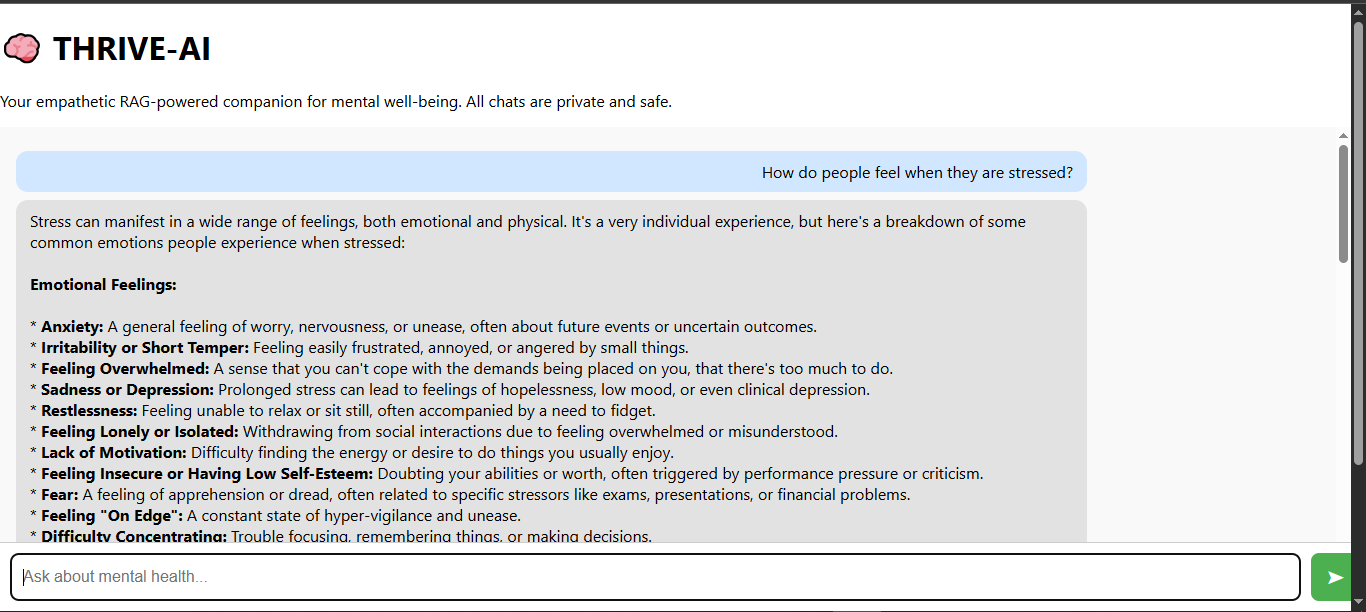 THRIVE-AI
Your empathetic RAG-powered companion for mental well-being. All chats are private and safe.
How do people feel when they are stressed?
Stress can manifest in a wide range of feelings, both emotional and physical. It's a very individual experience, but here's a breakdown of some
common emotions people experience when stressed:
Emotional Feelings:
* Anxiety: A general feeling of worry, nervousness, or unease, often about future events or uncertain outcomes.
* Irritability or Short Temper: Feeling easily frustrated, annoyed, or angered by small things.
* Feeling Overwhelmed: A sense that you can't cope with the demands being placed on you, that there's too much to do.
* Sadness or Depression: Prolonged stress can lead to feelings of hopelessness, low mood, or even clinical depression.
* Restlessness: Feeling unable to relax or sit still, often accompanied by a need to fidget.
* Feeling Lonely or Isolated: Withdrawing from social interactions due to feeling overwhelmed or misunderstood.
* Lack of Motivation: Difficulty finding the energy or desire to do things you usually enjoy.
* Feeling Insecure or Having Low Self-Esteem: Doubting your abilities or worth, often triggered by performance pressure or criticism.
* Fear: A feeling of apprehension or dread, often related to specific stressors like exams, presentations, or financial problems.
* Feeling "On Edge": A constant state of hyper-vigilance and unease.
* Difficulty Concentrating: Trouble focusing, remembering things, or making decisions.
Ask about mental health...